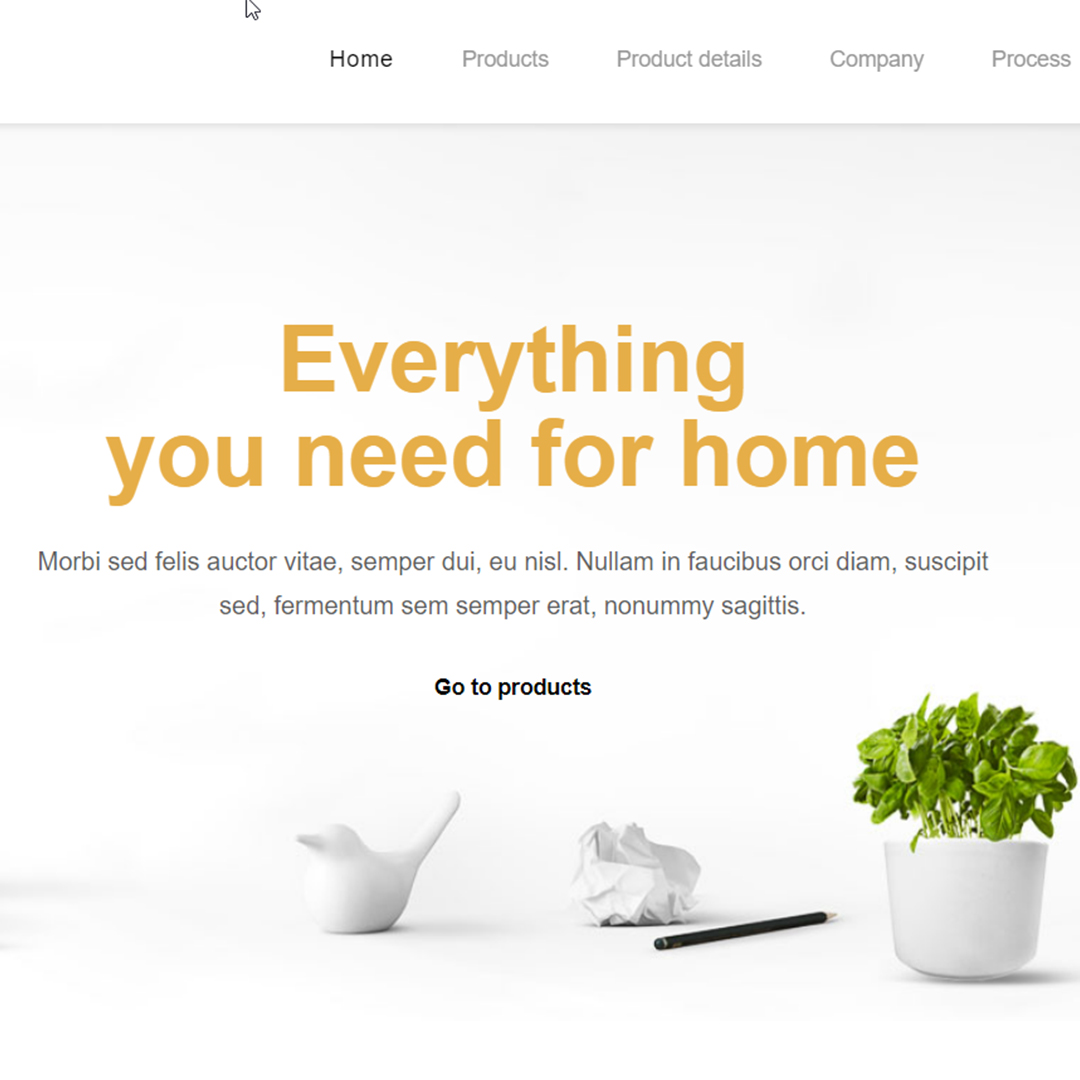 Home Products Product details Company Process
Everything
you need for home
Morbi sed felis auctor vitae, semper dui, eu nisl. Nullam in faucibus orci diam, suscipit
sed, fermentum sem semper erat, nonummy sagittis.
Go to products